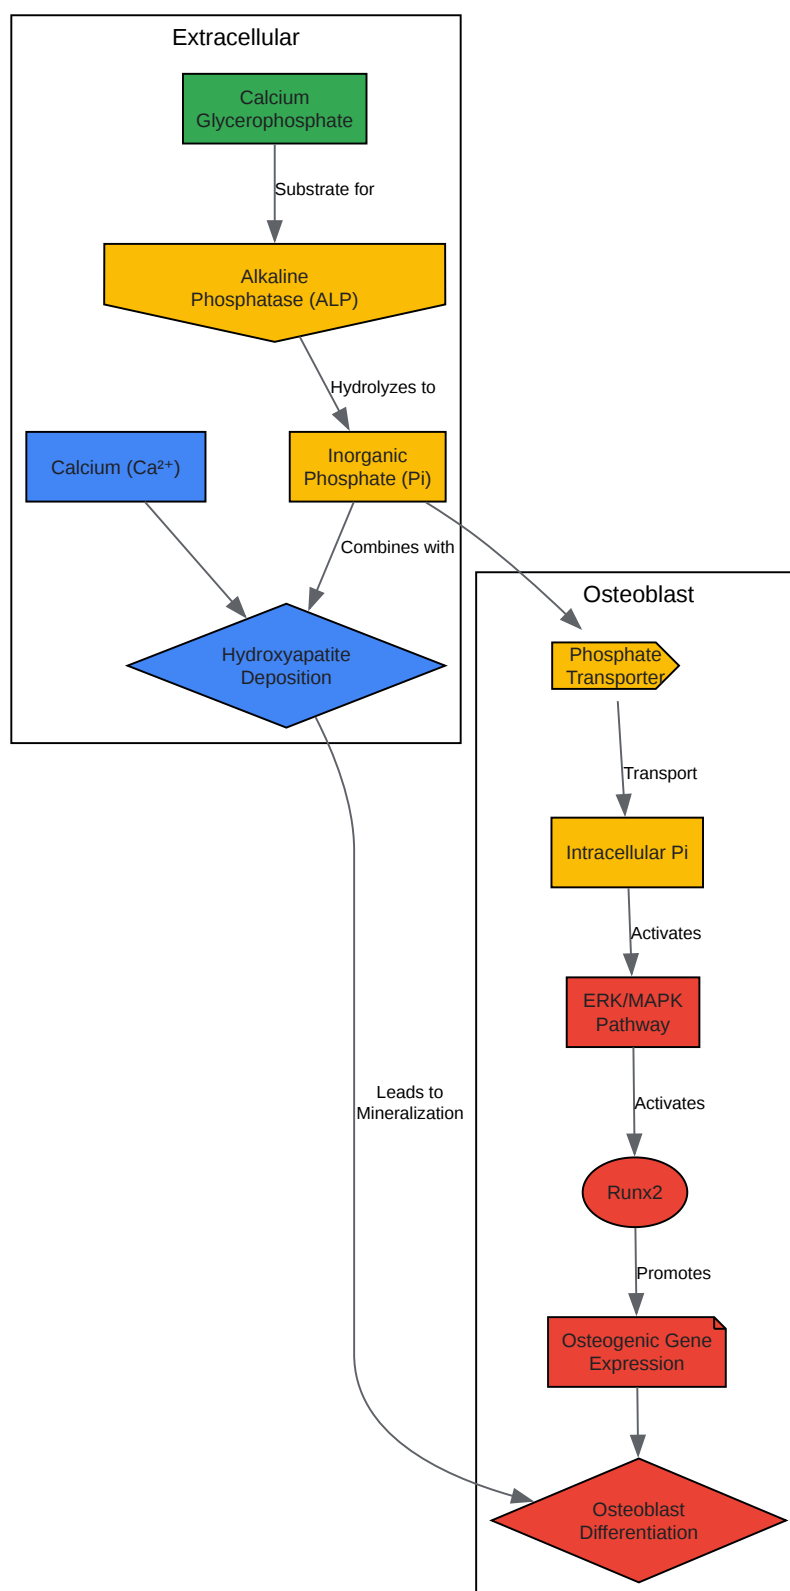 Extracellular
Calcium
Glycerophosphate
Substrate for
Alkaline
Phosphatase (ALP)
Hydrolyzes to
Calcium (Ca²⁺)
Inorganic
Phosphate (Pi)
Combines with
Hydroxyapatite
Deposition
Osteoblast
Phosphate
Transporter
Transport
Intracellular Pi
Activates
ERK/MAPK
Pathway
Leads to
Mineralization
Activates
Runx2
Promotes
Osteogenic Gene
Expression
Osteoblast
Differentiation